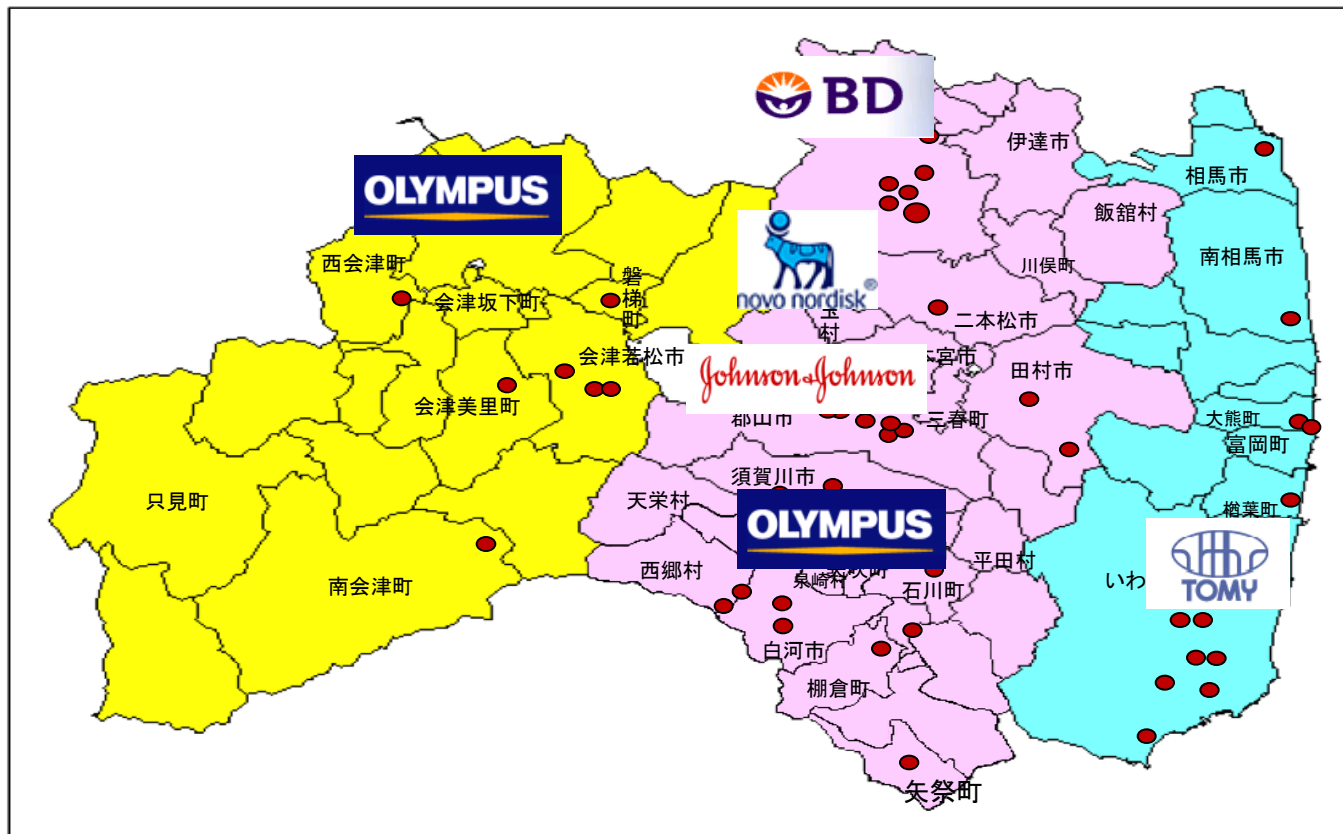 BD
伊達市
相馬市
OLYMPUS
飯舘村
西会津町
川俣町
南相馬市
会津坂下町
磐梯町
novo nordisk®
二本松市
会津若松市
田村市
Johnson & Johnson
会津美里町
郡山市
三春町
大熊町
富岡町
須賀川市
只見町
天栄村
楢葉町
OLYMPUS
平田村
西郷村
泉崎村
TOMY
南会津町
石川町
いわ
白河市
棚倉町
矢祭町